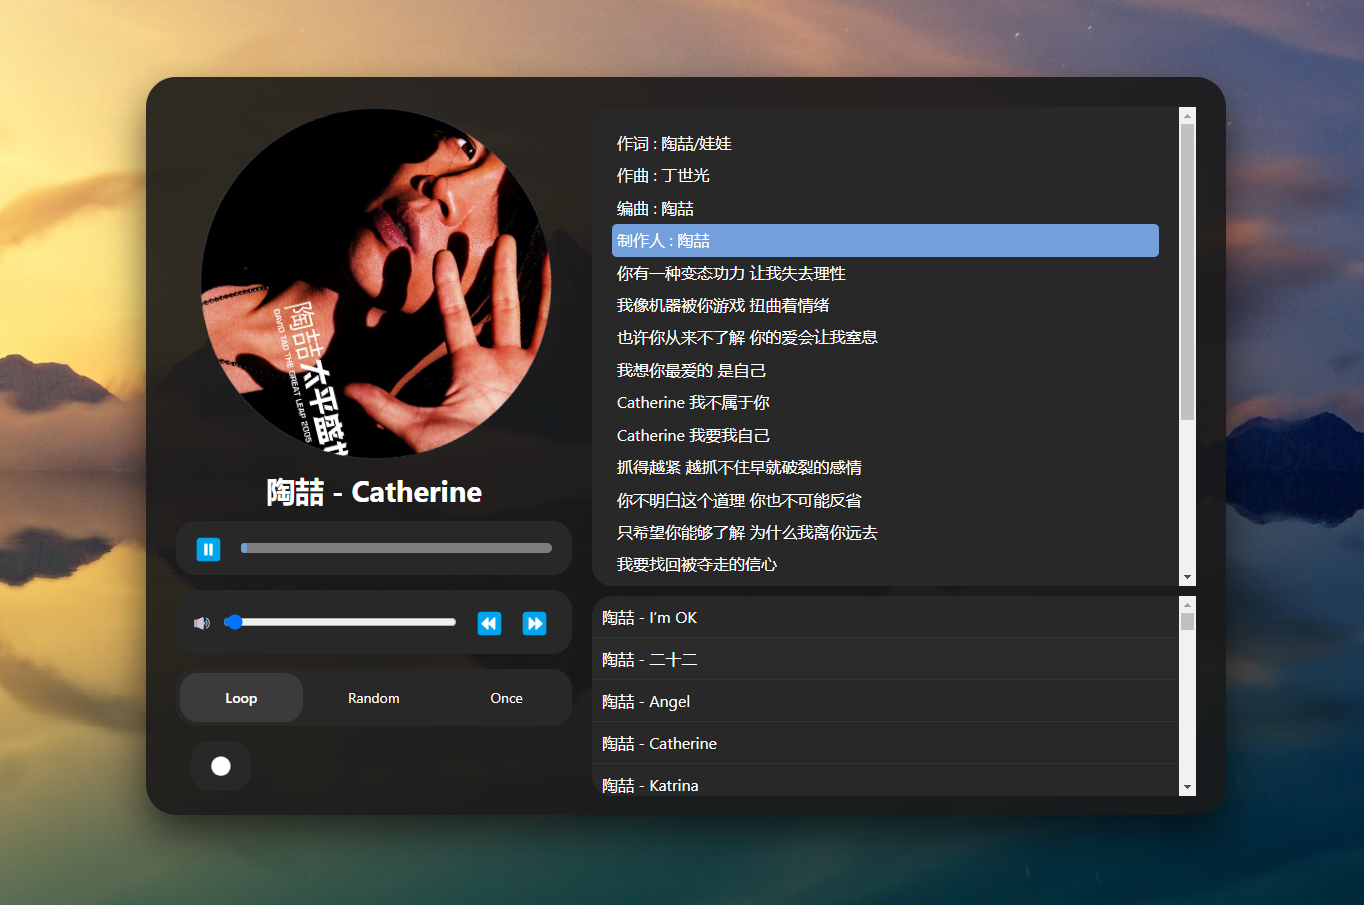 陶喆太平盛
DAVID TAO THE GREAT LEAP 2005
陶喆 - Catherine
Loop
Random
Once
作词 : 陶喆/娃娃
作曲 : 丁世光
编曲 : 陶喆
制作人 : 陶喆
你有一种变态功力 让我失去理性
我像机器被你游戏 扭曲着情绪
也许你从来不了解 你的爱会让我窒息
我想你最爱的 是自己
Catherine 我不属于你
Catherine 我要我自己
抓得越紧 越抓不住早就破裂的感情
你不明白这个道理 你也不可能反省
只希望你能够了解 为什么我离你远去
我要找回被夺走的信心
陶喆 - I'm OK
陶喆 - 二十二
陶喆 - Angel
陶喆 - Catherine
陶喆 - Katrina